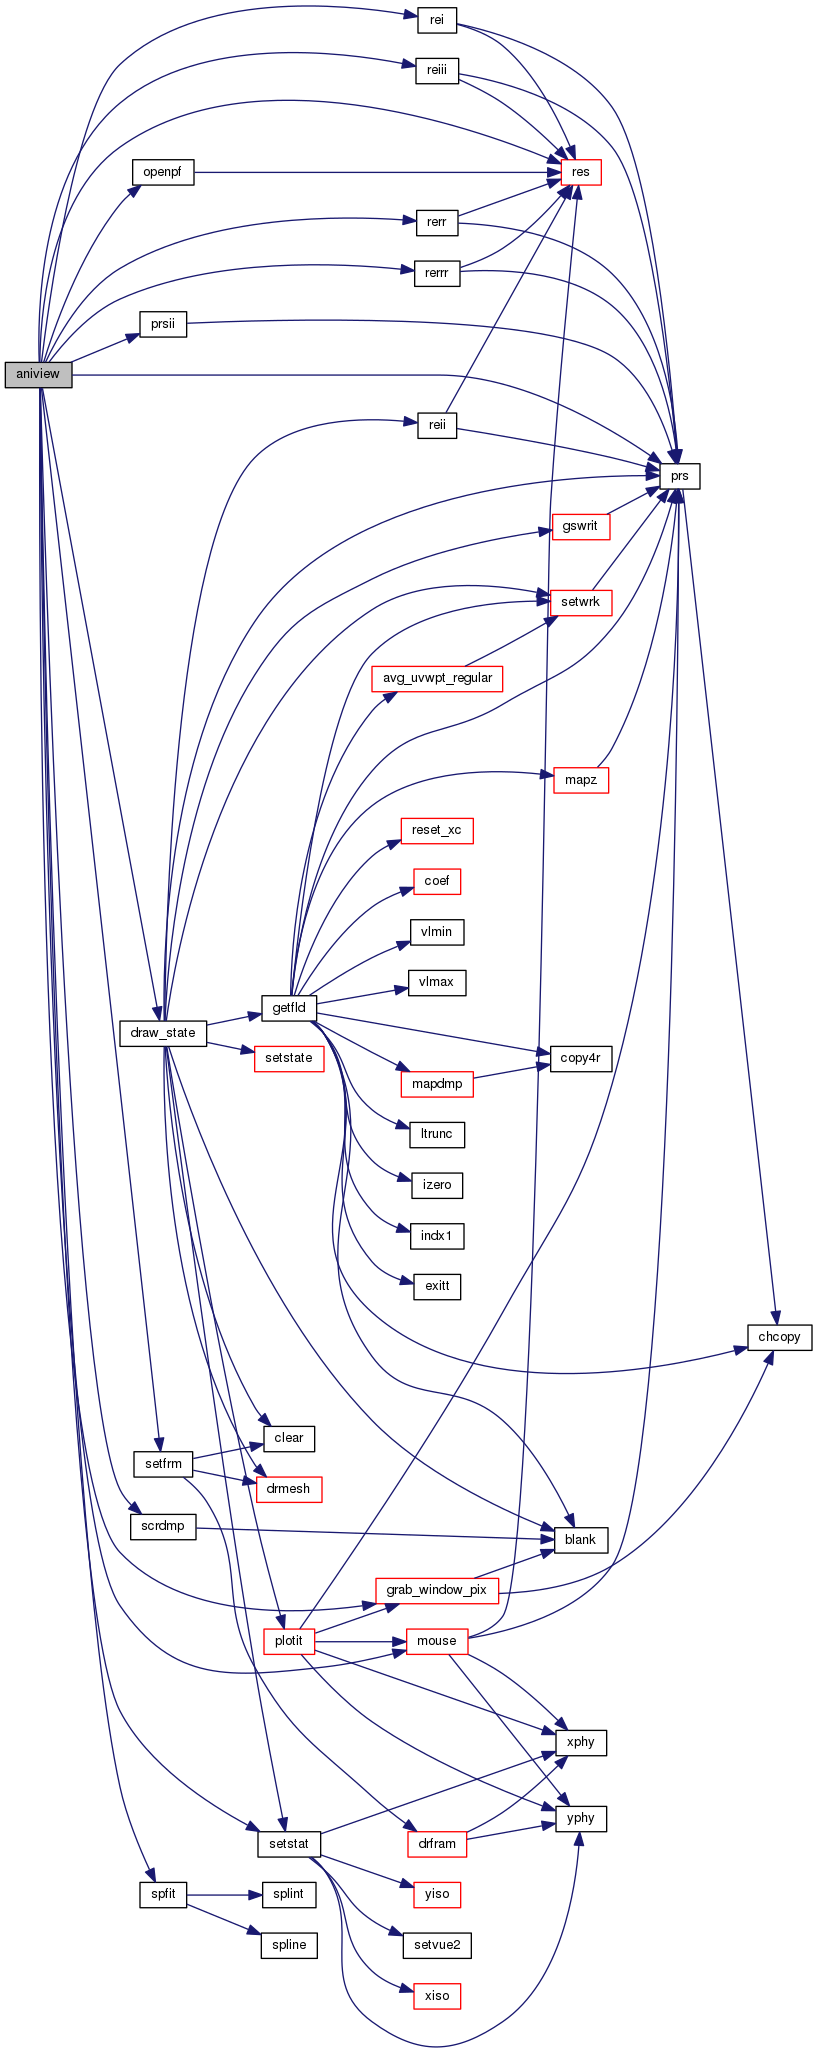 rei
reiii
res
openpf
rerr
rerrr
prsii
aniview
reii
prs
gswrit
setwrk
avg_uvwpt_regular
mapz
reset_xc
coef
vlmin
vlmax
getfld
draw_state
setstate
copy4r
mapdmp
ltrunc
izero
indx1
exitt
chcopy
clear
setfrm
drmesh
scrdmp
blank
grab_window_pix
plotit
mouse
xphy
yphy
setstat
drfram
spfit
splint
yiso
spline
setvue2
xiso